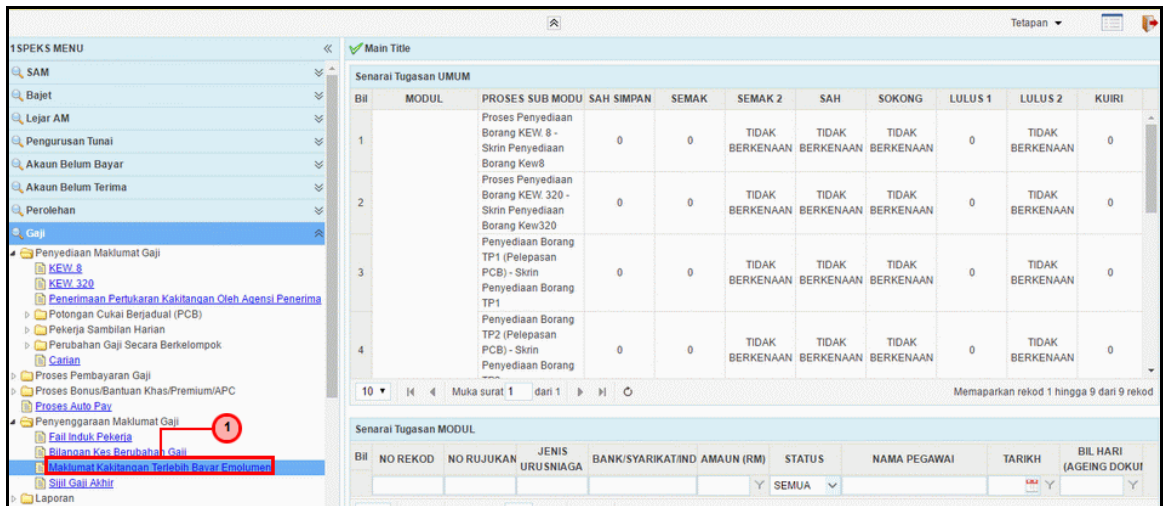 Tetapan
1SPEKS MENU
Main Title
SAM
Bajet
Lejar AM
Pengurusan Tunai
Akaun Belum Bayar
Akaun Belum Terima
Perolehan
Gaji
Penyediaan Maklumat Gaji
KEW. 8
KEW. 320
Penerimaan Pertukaran Kakitangan Oleh Agensi Penerima
Potongan Cukai Berjadual (PCB)
Pekerja Sambilan Harian
Perubahan Gaji Secara Berkelompok
Carian
Proses Pembayaran Gaji
Proses Bonus/Bantuan Khas/Premium/APC
Proses Auto Pay
Penyenggaraan Maklumat Gaji
1
Fail Induk Pekerja
Bilangan Kes Berubahan Gaji
Maklumat Kakitangan Terlebih Bayar Emolumen
Sijil Gaji Akhir
Laporan
Senarai Tugasan UMUM
Bil MODUL PROSES SUB MODU SAH SIMPAN SEMAK SEMAK 2 SAH SOKONG LULUS 1 LULUS 2 KUIRI
Proses Penyediaan
Borang KEW. 8 -
Skrin Penyediaan
Borang Kew8
1 0 0 TIDAK BERKENAAN TIDAK BERKENAAN TIDAK BERKENAAN 0 TIDAK BERKENAAN 0
Proses Penyediaan
Borang KEW. 320 -
Skrin Penyediaan
Borang Kew320
2 0 0 TIDAK BERKENAAN TIDAK BERKENAAN TIDAK BERKENAAN 0 TIDAK BERKENAAN 0
Penyediaan Borang
TP1 (Pelepasan
PCB) - Skrin
Penyediaan Borang
TP1
3 0 0 TIDAK BERKENAAN TIDAK BERKENAAN TIDAK BERKENAAN 0 TIDAK BERKENAAN 0
Penyediaan Borang
TP2 (Pelepasan
PCB) - Skrin
Penyediaan Borang
4 0 0 TIDAK BERKENAAN TIDAK BERKENAAN TIDAK BERKENAAN 0 TIDAK BERKENAAN 0
10 Muka surat 1 dari 1 Memaparkan rekod 1 hingga 9 dari 9 rekod
Senarai Tugasan MODUL
Bil NO REKOD NO RUJUKAN JENIS URUSNIAGA BANK/SYARIKAT/IND AMAUN (RM) STATUS NAMA PEGAWAI TARIKH BIL HARI (AGEING DOKU
SEMUA